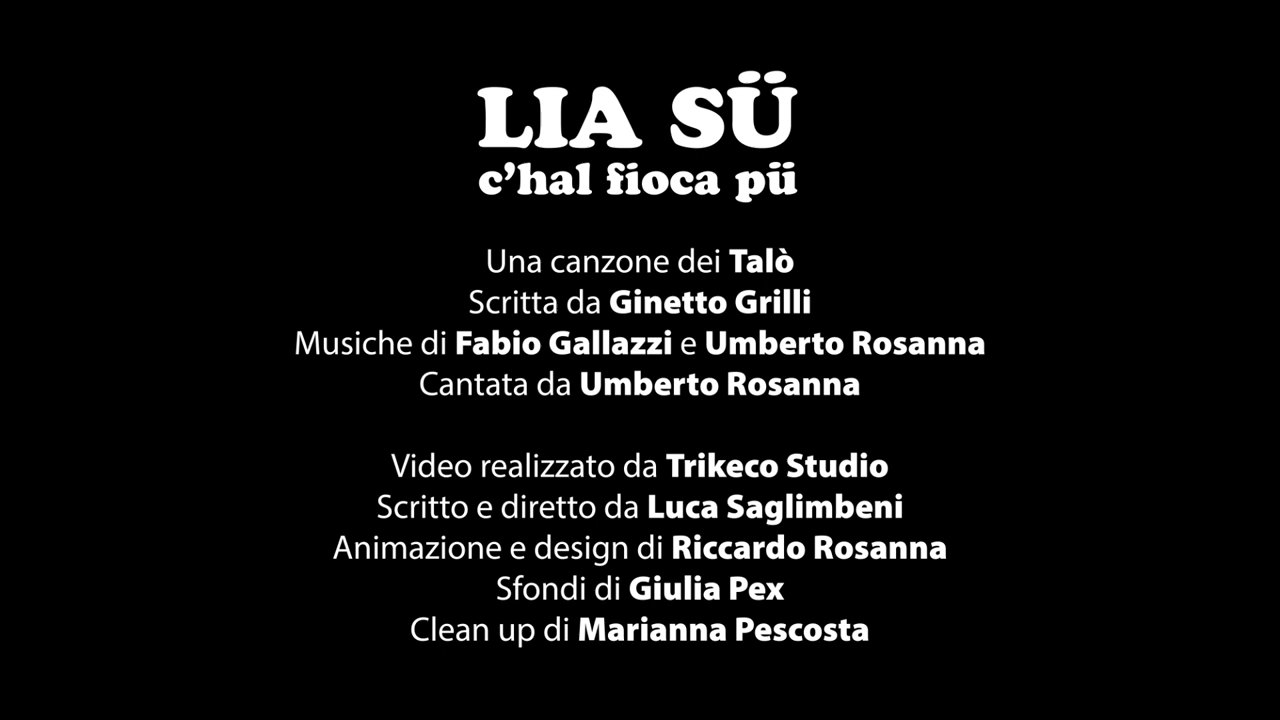 LIA SÜ
c'hal fioca pü
Una canzone dei Talò
Scritta da Ginetto Grilli
Musiche di Fabio Gallazzi e Umberto Rosanna
Cantata da Umberto Rosanna
Video realizzato da Trikeco Studio
Scritto e diretto da Luca Saglimbeni
Animazione e design di Riccardo Rosanna
Sfondi di Giulia Pex
Clean up di Marianna Pescosta